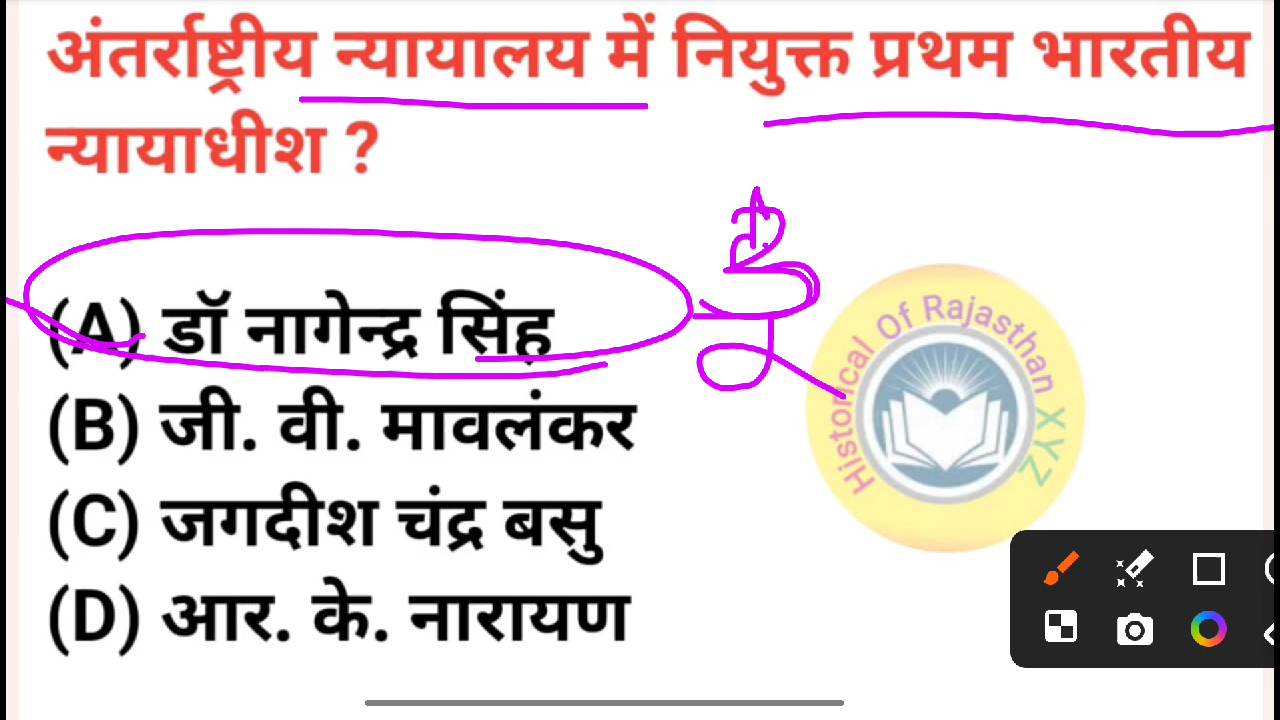 अंतर्राष्ट्रीय न्यायालय में नियुक्त प्रथम भारतीय
न्यायाधीश ?
(A) डॉ नागेन्द्र सिंह
(B) जी. वी. मावलंकर
(C) जगदीश चंद्र बसु
(D) आर. के. नारायण
Historical Of Rajasthan XYZ